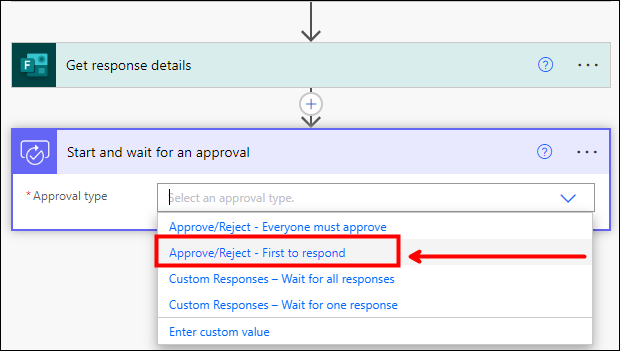 Get response details
Start and wait for an approval
* Approval type
Select an approval type.
Approve/Reject - Everyone must approve
Approve/Reject - First to respond
Custom Responses – Wait for all responses
Custom Responses – Wait for one response
Enter custom value